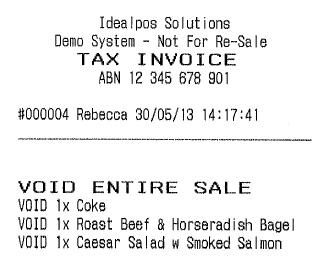 Idealpos Solutions
Demo System - Not For Re-Sale
TAX INVOICE
ABN 12 345 678 901
#000004 Rebecca 30/05/13 14:17:41
VOID ENTIRE SALE
VOID 1x Coke
VOID 1x Roast Beef & Horseradish Bagel
VOID 1x Caesar Salad w Smoked Salmon